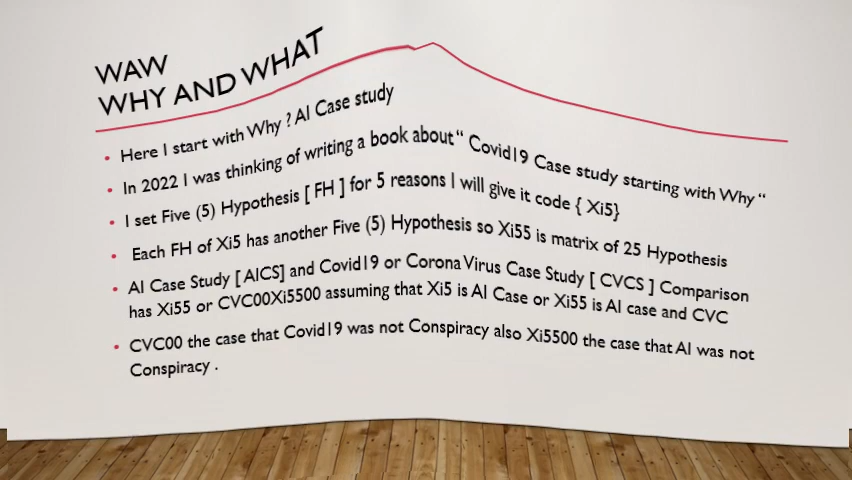 WAW
WHY AND WHAT
Here I start with Why ? AI Case study
In 2022 I was thinking of writing a book about “ Covid19 Case study starting with Why “
I set Five (5) Hypothesis [ FH ] for 5 reasons I will give it code { Xi5}
Each FH of Xi5 has another Five (5) Hypothesis so Xi55 is matrix of 25 Hypothesis
AI Case Study [ AICS] and Covid19 or Corona Virus Case Study [ CVCS ] Comparison
has Xi55 or CVC00Xi5500 assuming that Xi5 is AI Case or Xi55 is AI case and CVC
CVC00 the case that Covid19 was not Conspiracy also Xi5500 the case that AI was not
Conspiracy .